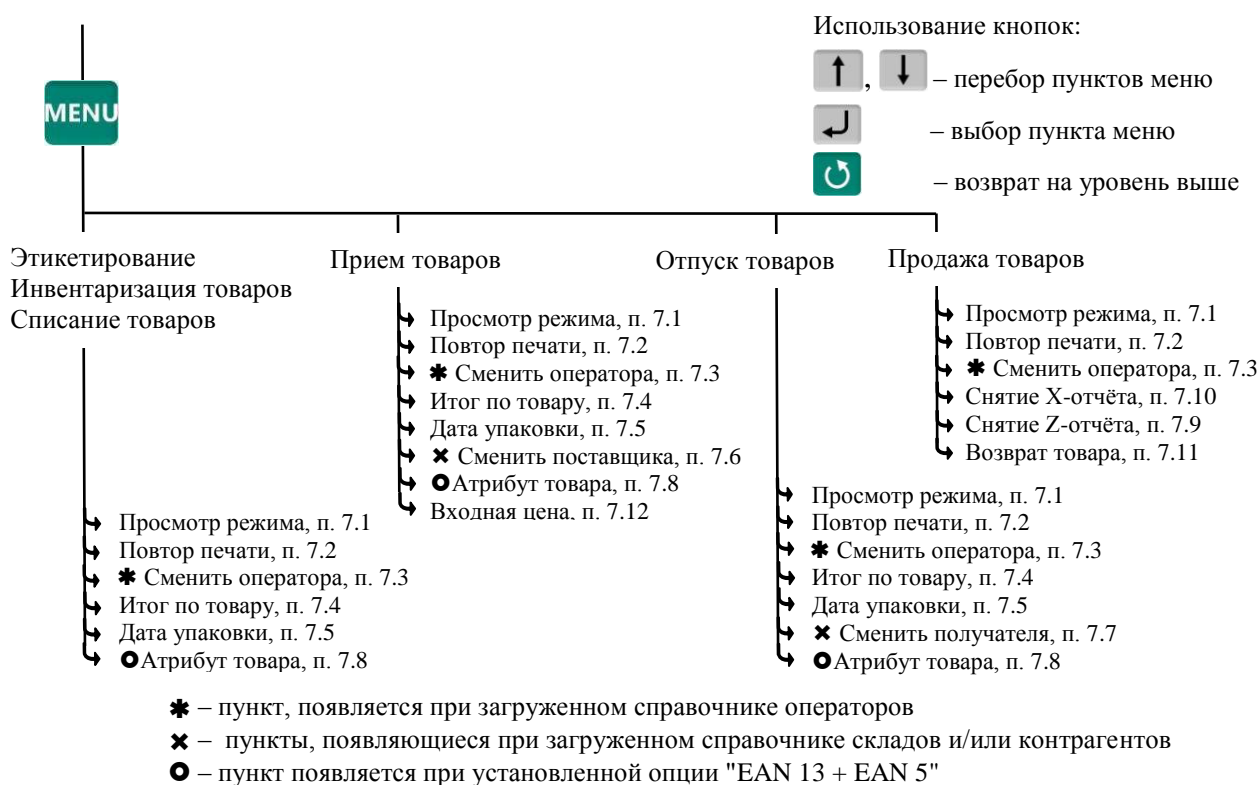 Использование кнопок:
, – перебор пунктов меню
– выбор пункта меню
– возврат на уровень выше
MENU
Этикетирование
Инвентаризация товаров
Списание товаров
Просмотр режима, п. 7.1
Повтор печати, п. 7.2
✱ Сменить оператора, п. 7.3
Итог по товару, п. 7.4
Дата упаковки, п. 7.5
Атрибут товара, п. 7.8
Прием товаров
Просмотр режима, п. 7.1
Повтор печати, п. 7.2
✱ Сменить оператора, п. 7.3
Итог по товару, п. 7.4
Дата упаковки, п. 7.5
✖ Сменить поставщика, п. 7.6
Атрибут товара, п. 7.8
Входная цена, п. 7.12
Отпуск товаров
Просмотр режима, п. 7.1
Повтор печати, п. 7.2
✱ Сменить оператора, п. 7.3
Итог по товару, п. 7.4
Дата упаковки, п. 7.5
✖ Сменить получателя, п. 7.7
Атрибут товара, п. 7.8
Продажа товаров
Просмотр режима, п. 7.1
Повтор печати, п. 7.2
✱ Сменить оператора, п. 7.3
Снятие X-отчёта, п. 7.10
Снятие Z-отчёта, п. 7.9
Возврат товара, п. 7.11
✱ – пункт, появляется при загруженном справочнике операторов
✖ – пункты, появляющиеся при загруженном справочнике складов и/или контрагентов
– пункт появляется при установленной опции "EAN 13 + EAN 5"